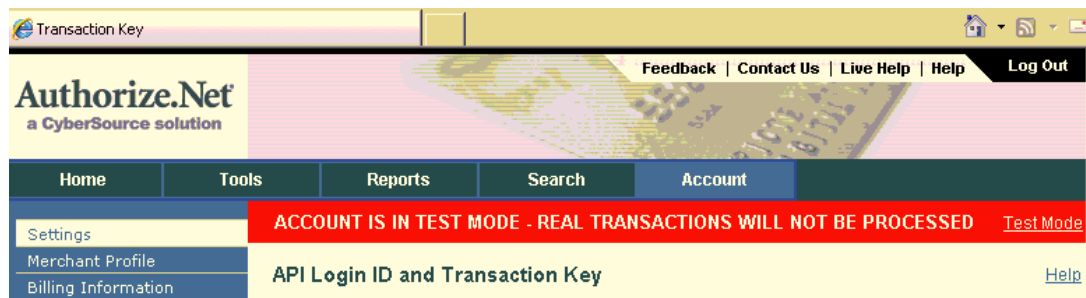 Transaction Key
Feedback | Contact Us | Live Help | Help
Log Out
Authorize.Net
a CyberSource solution
Home Tools Reports Search Account
ACCOUNT IS IN TEST MODE - REAL TRANSACTIONS WILL NOT BE PROCESSED Test Mode
Settings
Merchant Profile
Billing Information
API Login ID and Transaction Key Help